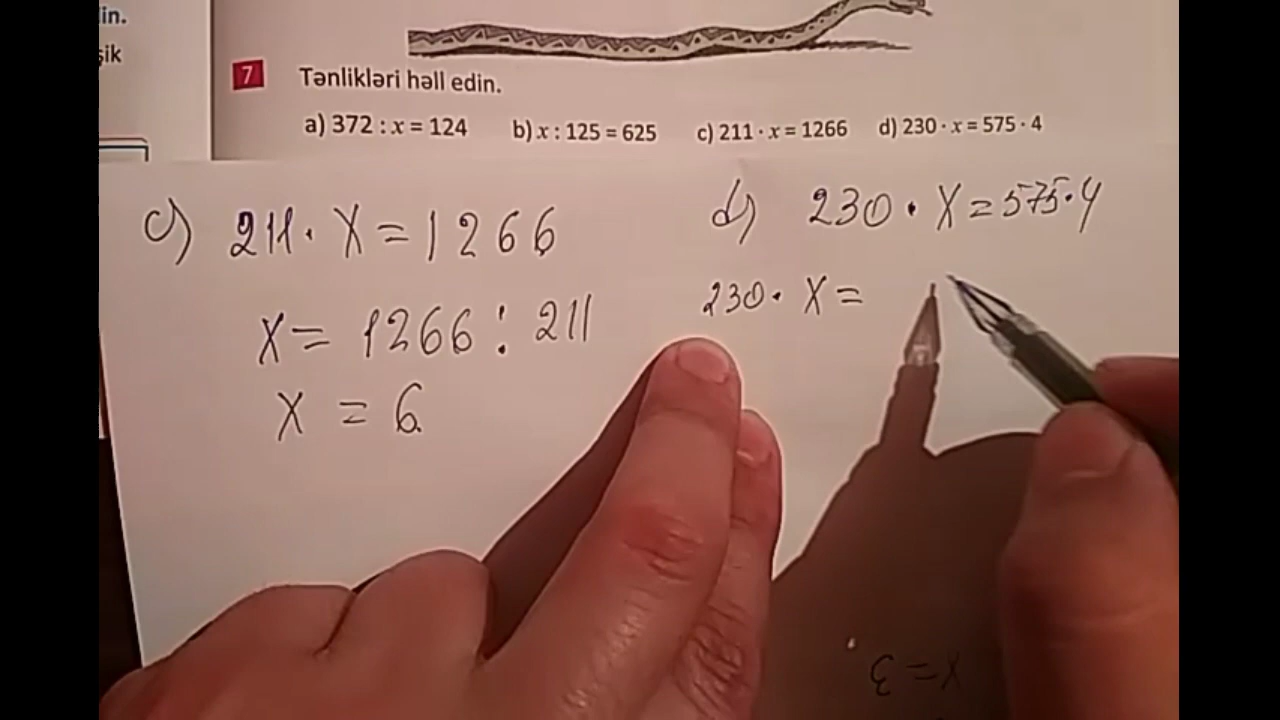 in.
şik
7 Tənlikləri həll edin.
a) 372 : x = 124 b) x : 125 = 625 c) 211 · x = 1266 d) 230 · x = 575 · 4
c) 211 · x = 1266
x = 1266 : 211
x = 6
d) 230 · x = 575 · 4
230 · x =
x = 3